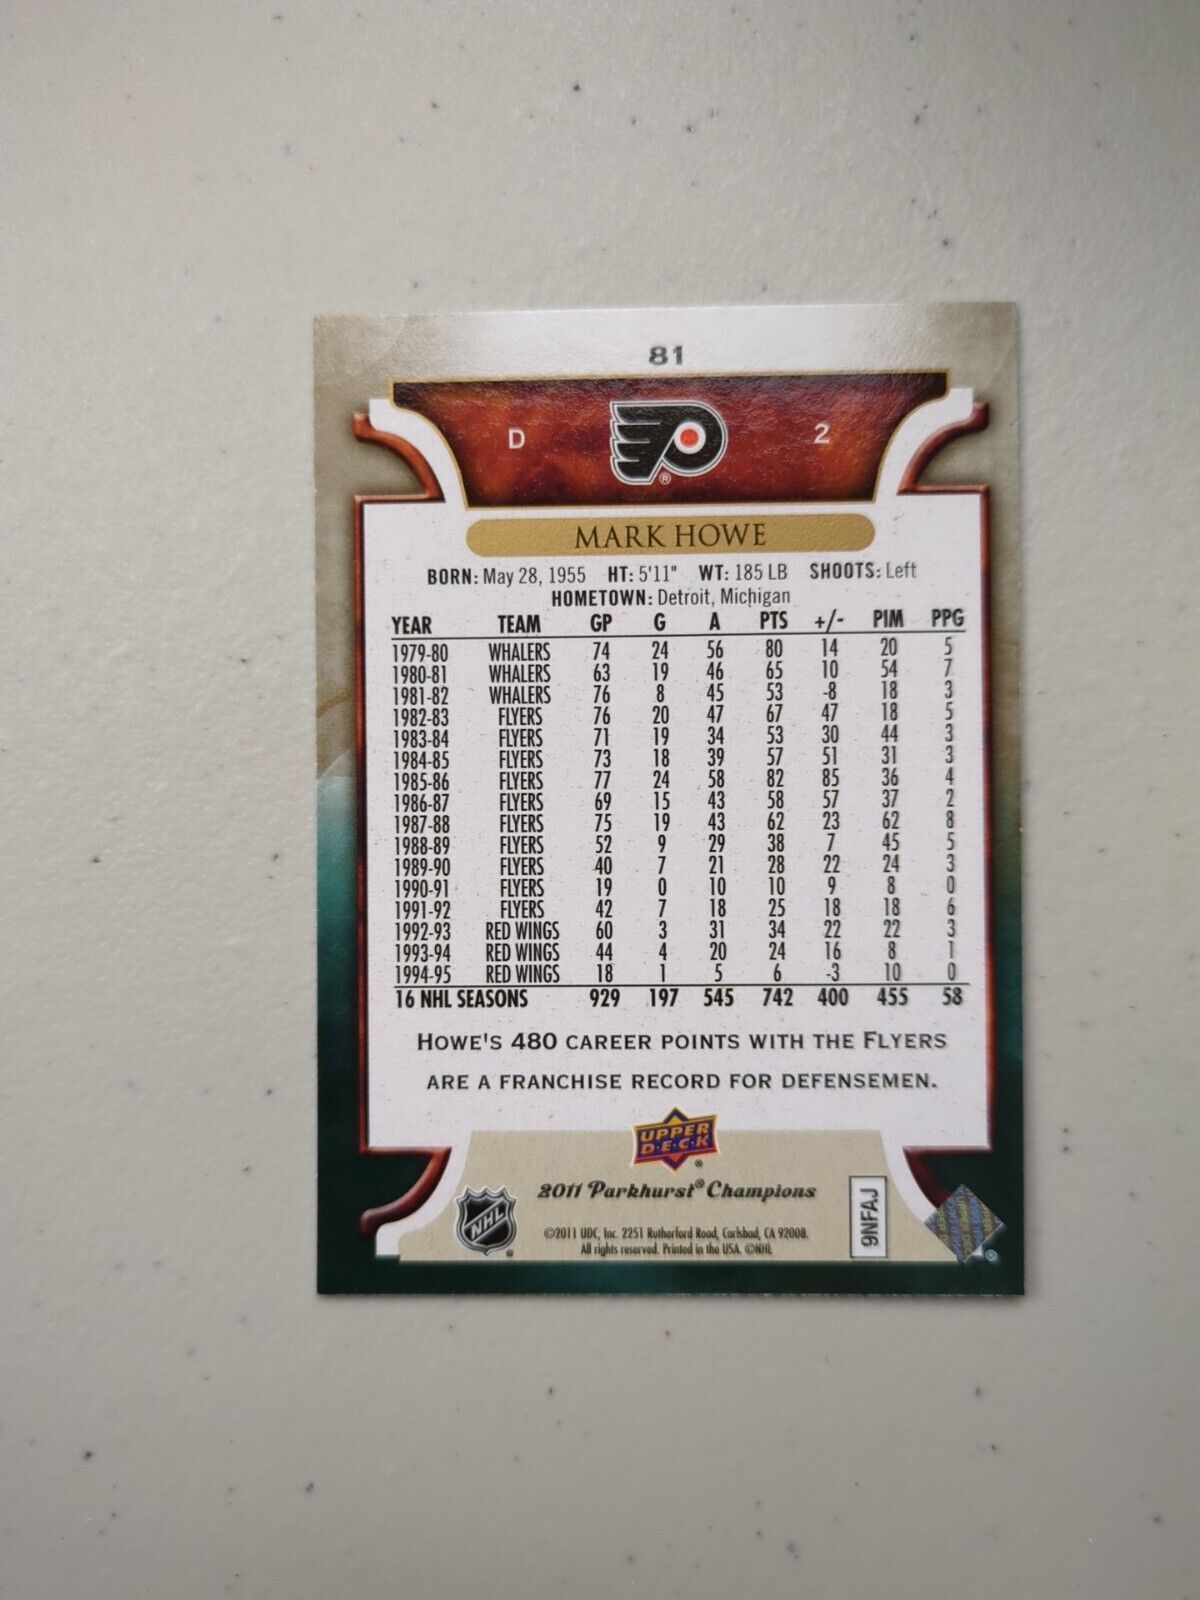 81
D 2
®
MARK HOWE
BORN: May 28, 1955 HT: 5'11" WT: 185 LB SHOOTS: Left
HOMETOWN: Detroit, Michigan
YEAR TEAM GP G A PTS +/- PIM PPG
1979-80 WHALERS 74 24 56 80 14 20 5
1980-81 WHALERS 63 19 46 65 10 54 7
1981-82 WHALERS 76 8 45 53 -8 18 3
1982-83 FLYERS 76 20 47 67 47 18 5
1983-84 FLYERS 71 19 34 53 30 44 3
1984-85 FLYERS 73 18 39 57 51 31 3
1985-86 FLYERS 77 24 58 82 85 36 4
1986-87 FLYERS 69 15 43 58 57 37 2
1987-88 FLYERS 75 19 43 62 23 62 8
1988-89 FLYERS 52 9 29 38 7 45 5
1989-90 FLYERS 40 7 21 28 22 24 3
1990-91 FLYERS 19 0 10 10 9 8 0
1991-92 FLYERS 42 7 18 25 18 18 6
1992-93 RED WINGS 60 3 31 34 22 22 3
1993-94 RED WINGS 44 4 20 24 16 8 1
1994-95 RED WINGS 18 1 5 6 -3 10 0
16 NHL SEASONS 929 197 545 742 400 455 58
HOWE'S 480 CAREER POINTS WITH THE FLYERS
ARE A FRANCHISE RECORD FOR DEFENSEMEN.
UPPER
D·E·C·K
®
2011 Parkhurst® Champions
NHL
®
©2011 UDC, Inc. 2251 Rutherford Road, Carlsbad, CA 92008.
All rights reserved. Printed in the USA. ©NHL
9NFAJ
®